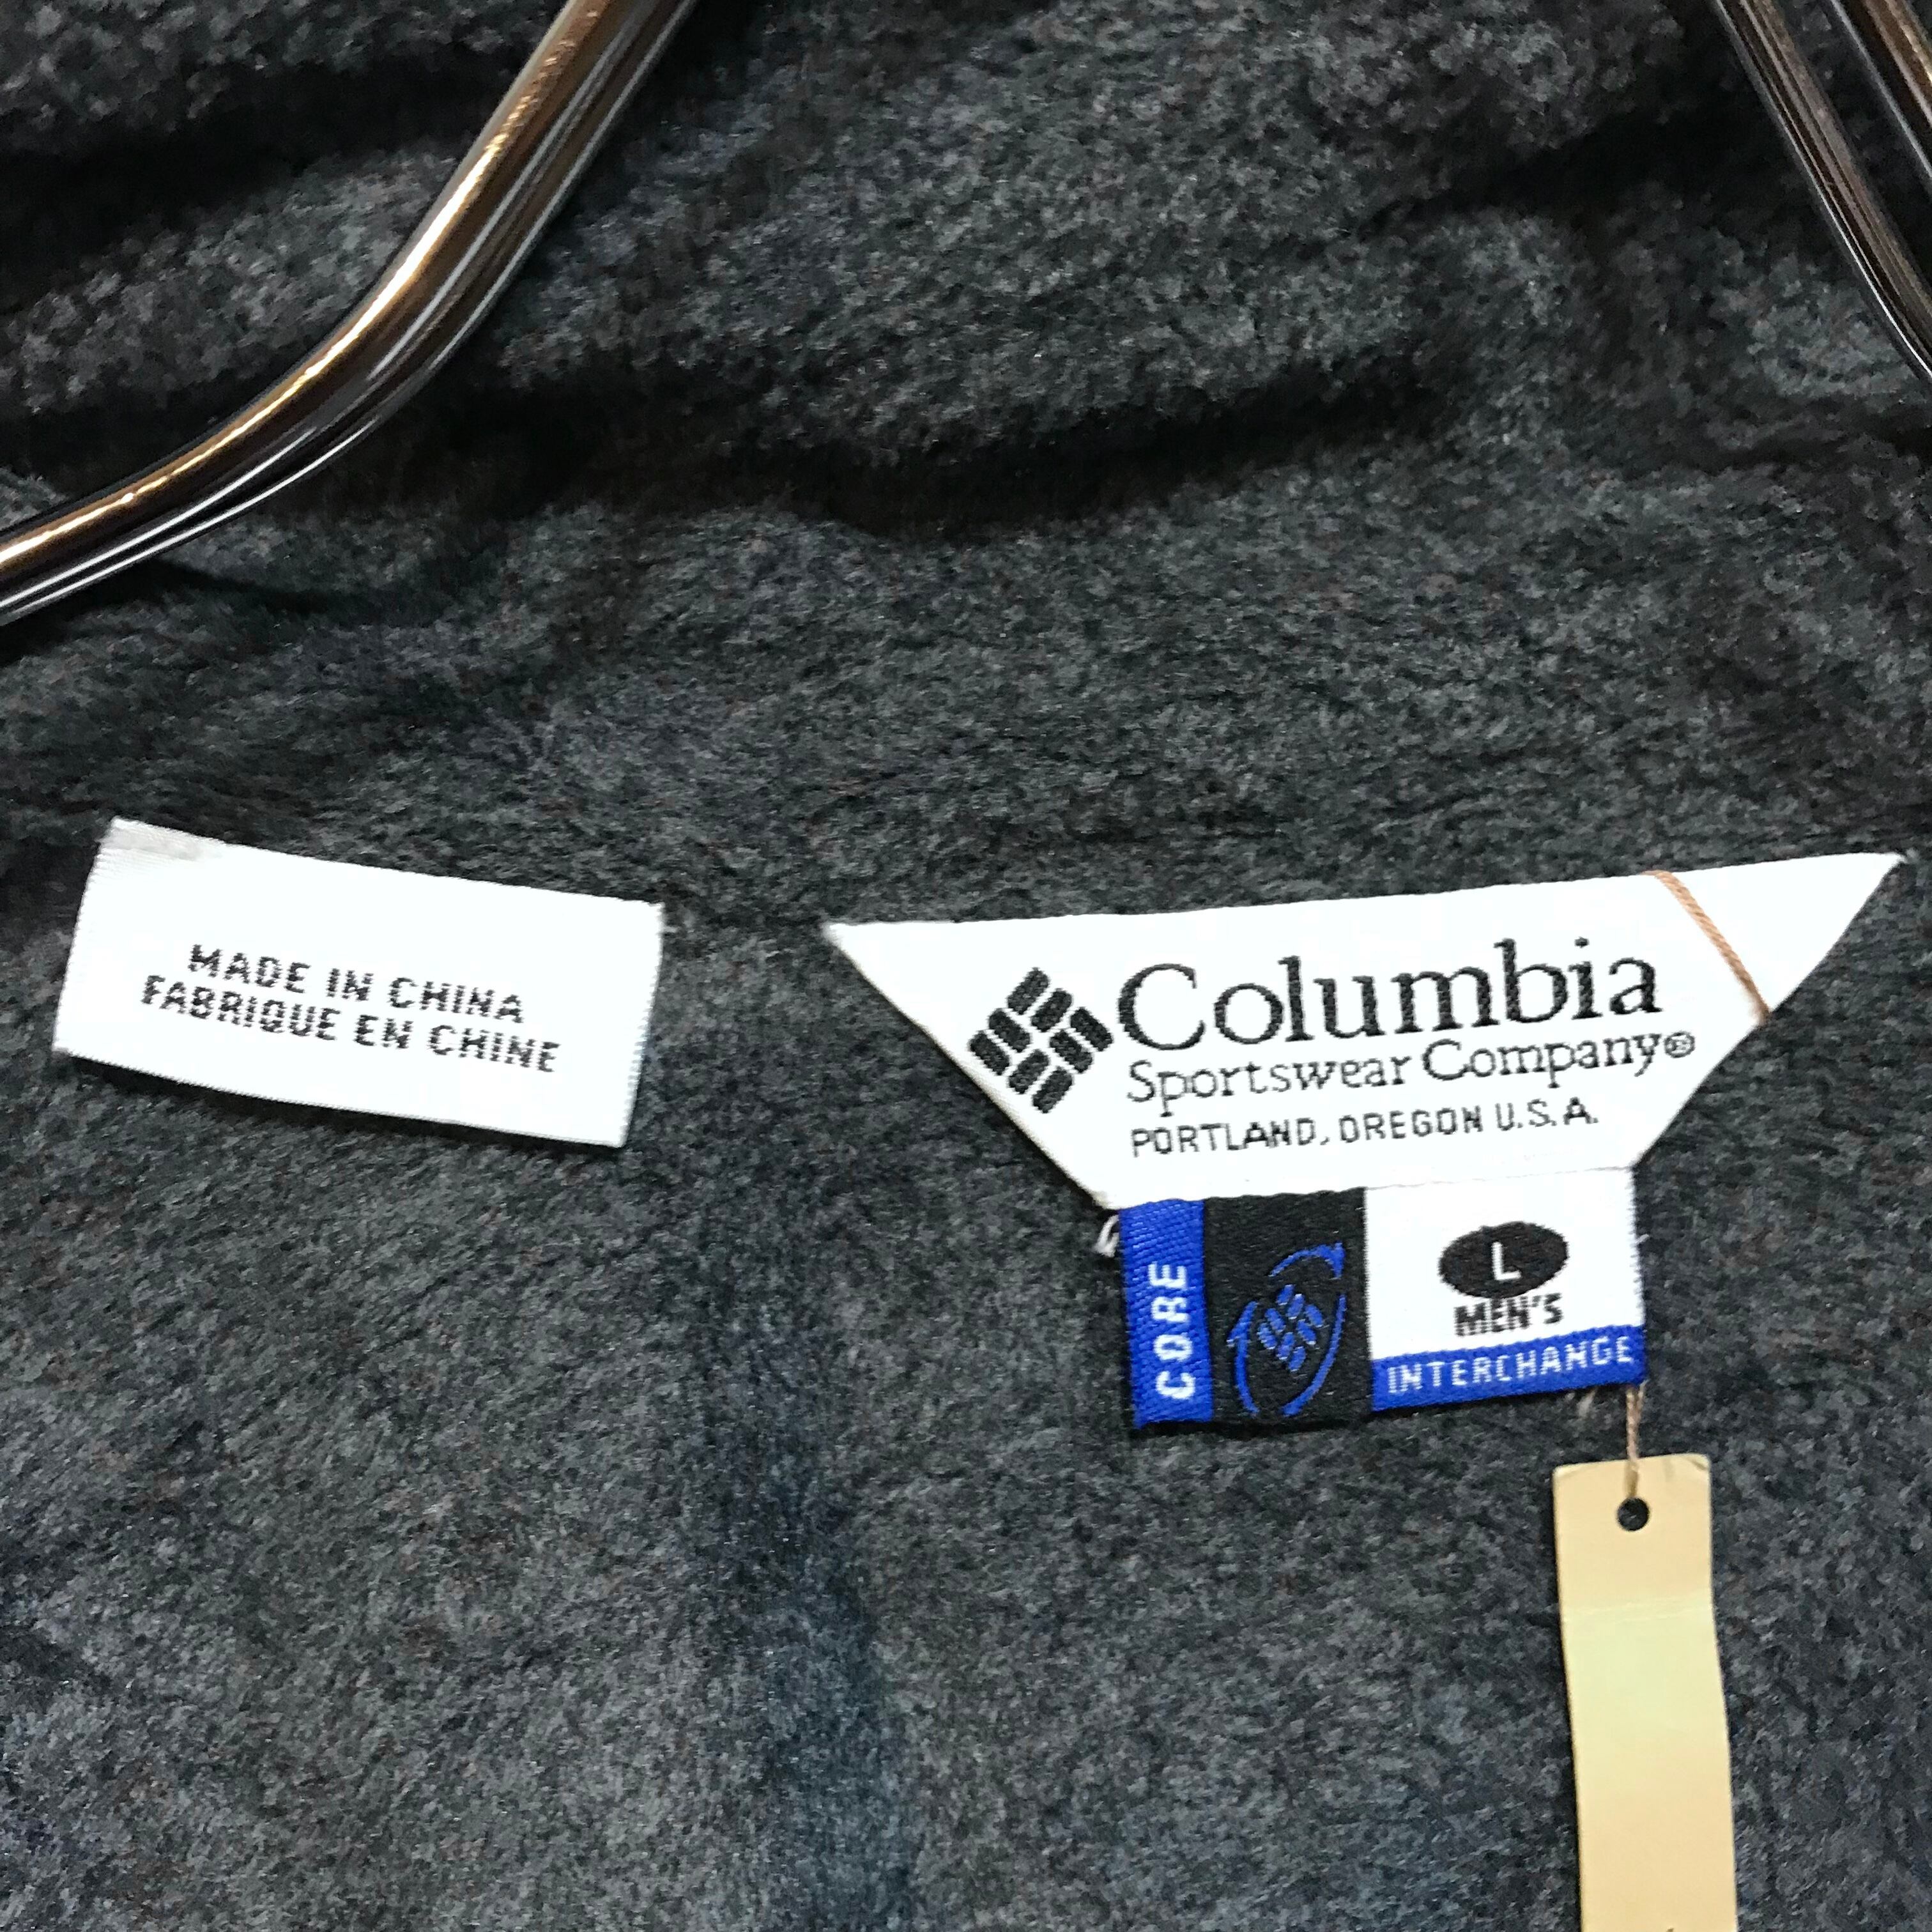 MADE IN CHINA
FABRIQUE EN CHINE
Columbia
Sportswear Company®
PORTLAND, OREGON U.S.A.
CORE
L
MEN'S
INTERCHANGE